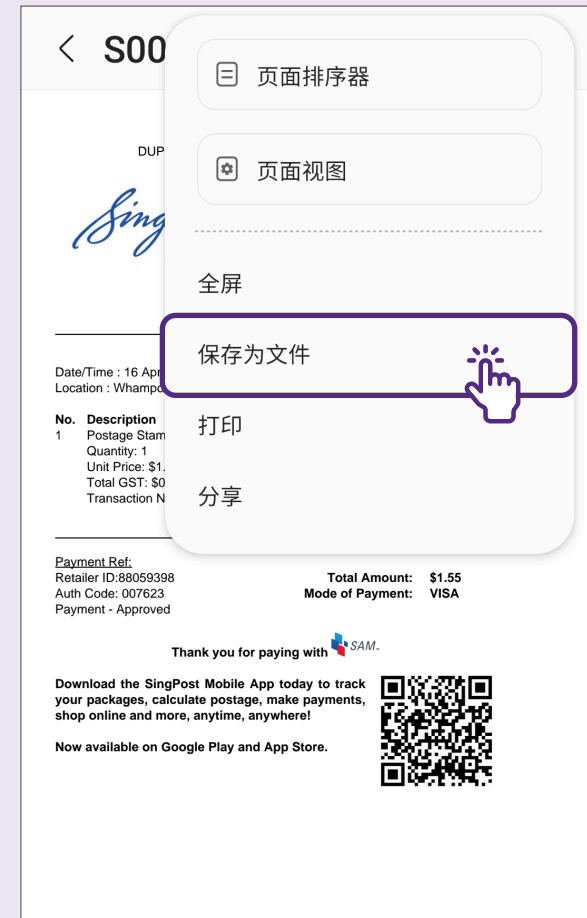 S00
页面排序器
页面视图
全屏
保存为文件
打印
分享
DUP
Sing
Date/Time : 16 Apr
Location : Whampo
No. Description
1 Postage Stam
Quantity: 1
Unit Price: $1.
Total GST: $0
Transaction N
Payment Ref:
Retailer ID:88059398
Total Amount: $1.55
Auth Code: 007623
Mode of Payment: VISA
Payment - Approved
Thank you for paying with SAM
Download the SingPost Mobile App today to track
your packages, calculate postage, make payments,
shop online and more, anytime, anywhere!
Now available on Google Play and App Store.